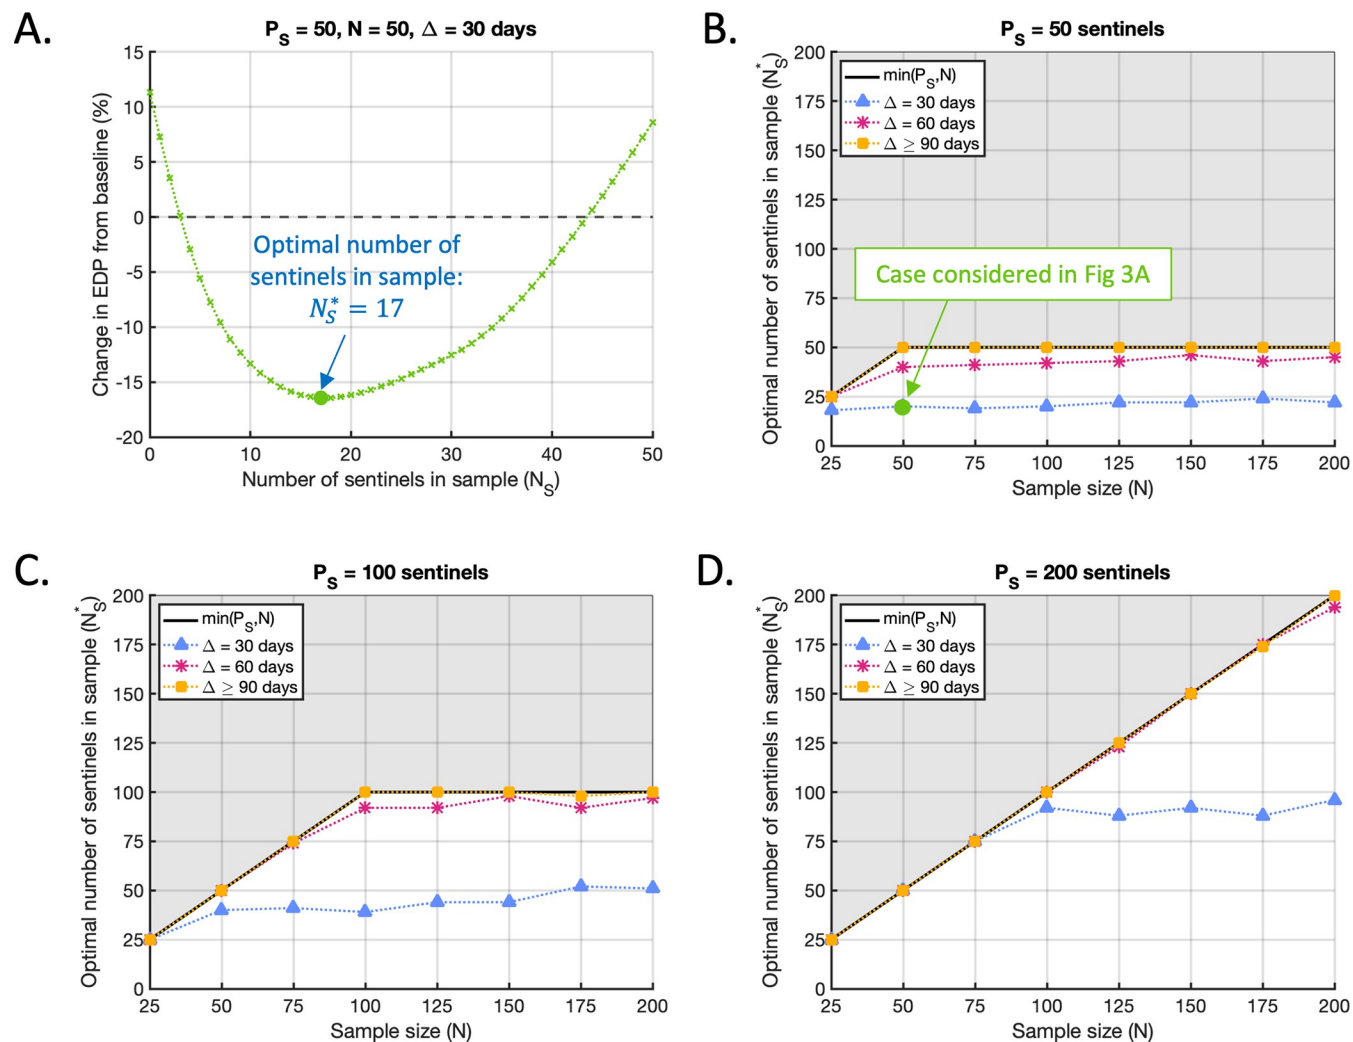 A.
P_S = 50, N = 50, Δ = 30 days
Change in EDP from baseline (%)
15
10
5
0
-5
-10
-15
-20
Optimal number of
sentinels in sample:
N_S^* = 17
0
10
20
30
40
50
Number of sentinels in sample (N_S)
B.
P_S = 50 sentinels
Optimal number of sentinels in sample (N_S^*)
200
175
150
125
100
75
50
25
0
min(P_S,N)
Δ = 30 days
Δ = 60 days
Δ ≥ 90 days
Case considered in Fig 3A
25
50
75
100
125
150
175
200
Sample size (N)
C.
P_S = 100 sentinels
Optimal number of sentinels in sample (N_S^*)
200
175
150
125
100
75
50
25
0
min(P_S,N)
Δ = 30 days
Δ = 60 days
Δ ≥ 90 days
25
50
75
100
125
150
175
200
Sample size (N)
D.
P_S = 200 sentinels
Optimal number of sentinels in sample (N_S^*)
200
175
150
125
100
75
50
25
0
min(P_S,N)
Δ = 30 days
Δ = 60 days
Δ ≥ 90 days
25
50
75
100
125
150
175
200
Sample size (N)